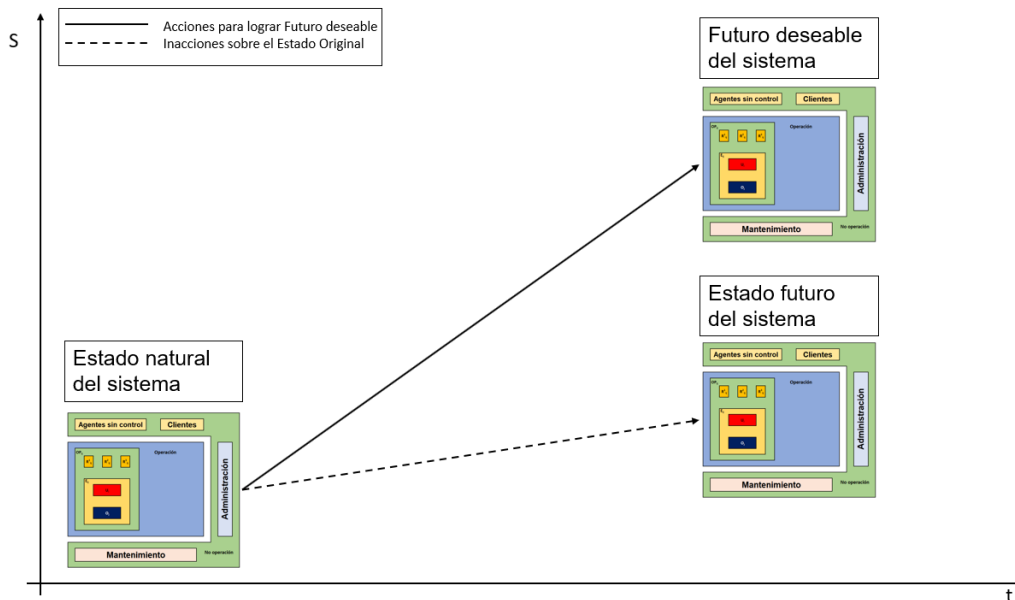 S
Acciones para lograr Futuro deseable
Inacciones sobre el Estado Original
Futuro deseable
del sistema
Agentes sin control
Clientes
Operación
Administración
Mantenimiento
No operación
Estado futuro
del sistema
Agentes sin control
Clientes
Operación
Administración
Mantenimiento
No operación
Estado natural
del sistema
Agentes sin control
Clientes
Operación
Administración
Mantenimiento
No operación
t